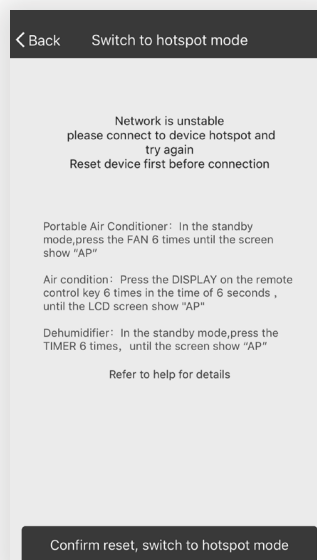 Back Switch to hotspot mode
Network is unstable
please connect to device hotspot and
try again
Reset device first before connection
Portable Air Conditioner：In the standby
mode,press the FAN 6 times until the screen
show “AP”
Air condition：Press the DISPLAY on the remote
control key 6 times in the time of 6 seconds ,
until the LCD screen show "AP"
Dehumidifier：In the standby mode,press the
TIMER 6 times，until the screen show “AP”
Refer to help for details
Confirm reset, switch to hotspot mode